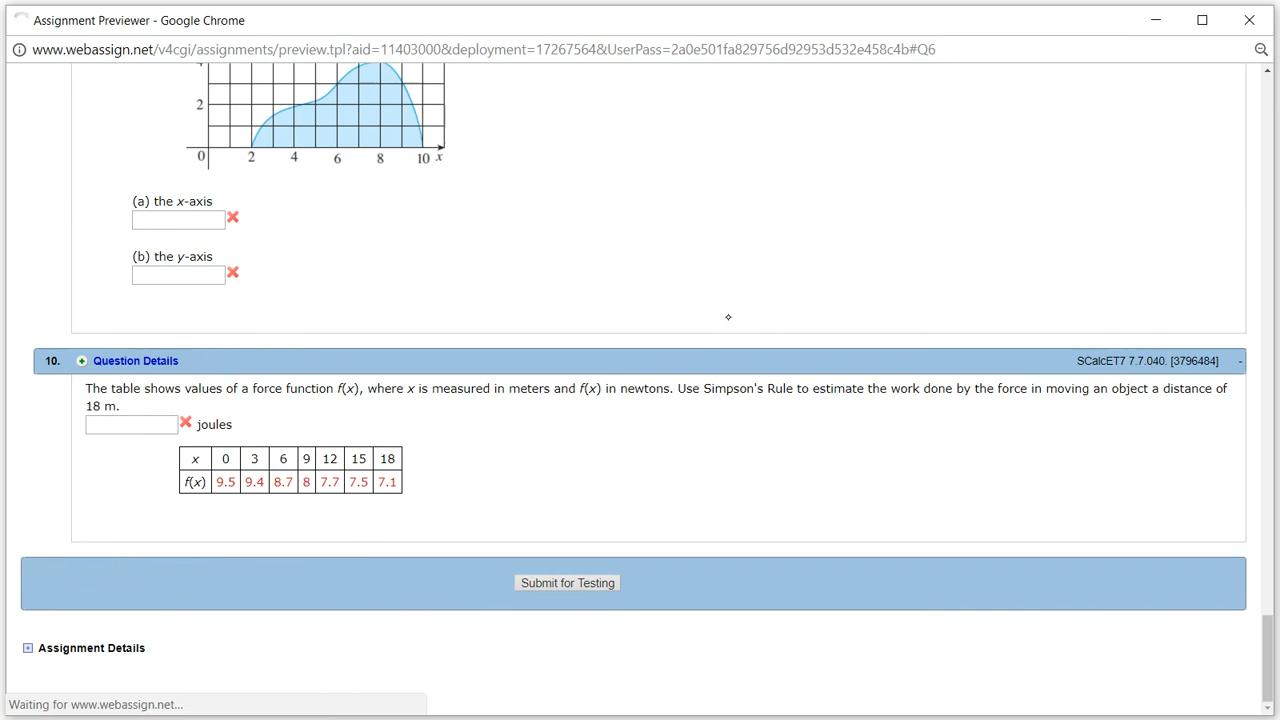 Assignment Previewer - Google Chrome
www.webassign.net/v4cgi/assignments/preview.tpl?aid=11403000&deployment=17267564&UserPass=2a0e501fa829756d92953d532e458c4b#Q6
2
0 2 4 6 8 10 x
(a) the x-axis
(b) the y-axis
10. Question Details SCalcET7 7.7.040. [3796484] -
The table shows values of a force function f(x), where x is measured in meters and f(x) in newtons. Use Simpson's Rule to estimate the work done by the force in moving an object a distance of
18 m.
joules
x 0 3 6 9 12 15 18
f(x) 9.5 9.4 8.7 8 7.7 7.5 7.1
Submit for Testing
Assignment Details
Waiting for www.webassign.net...